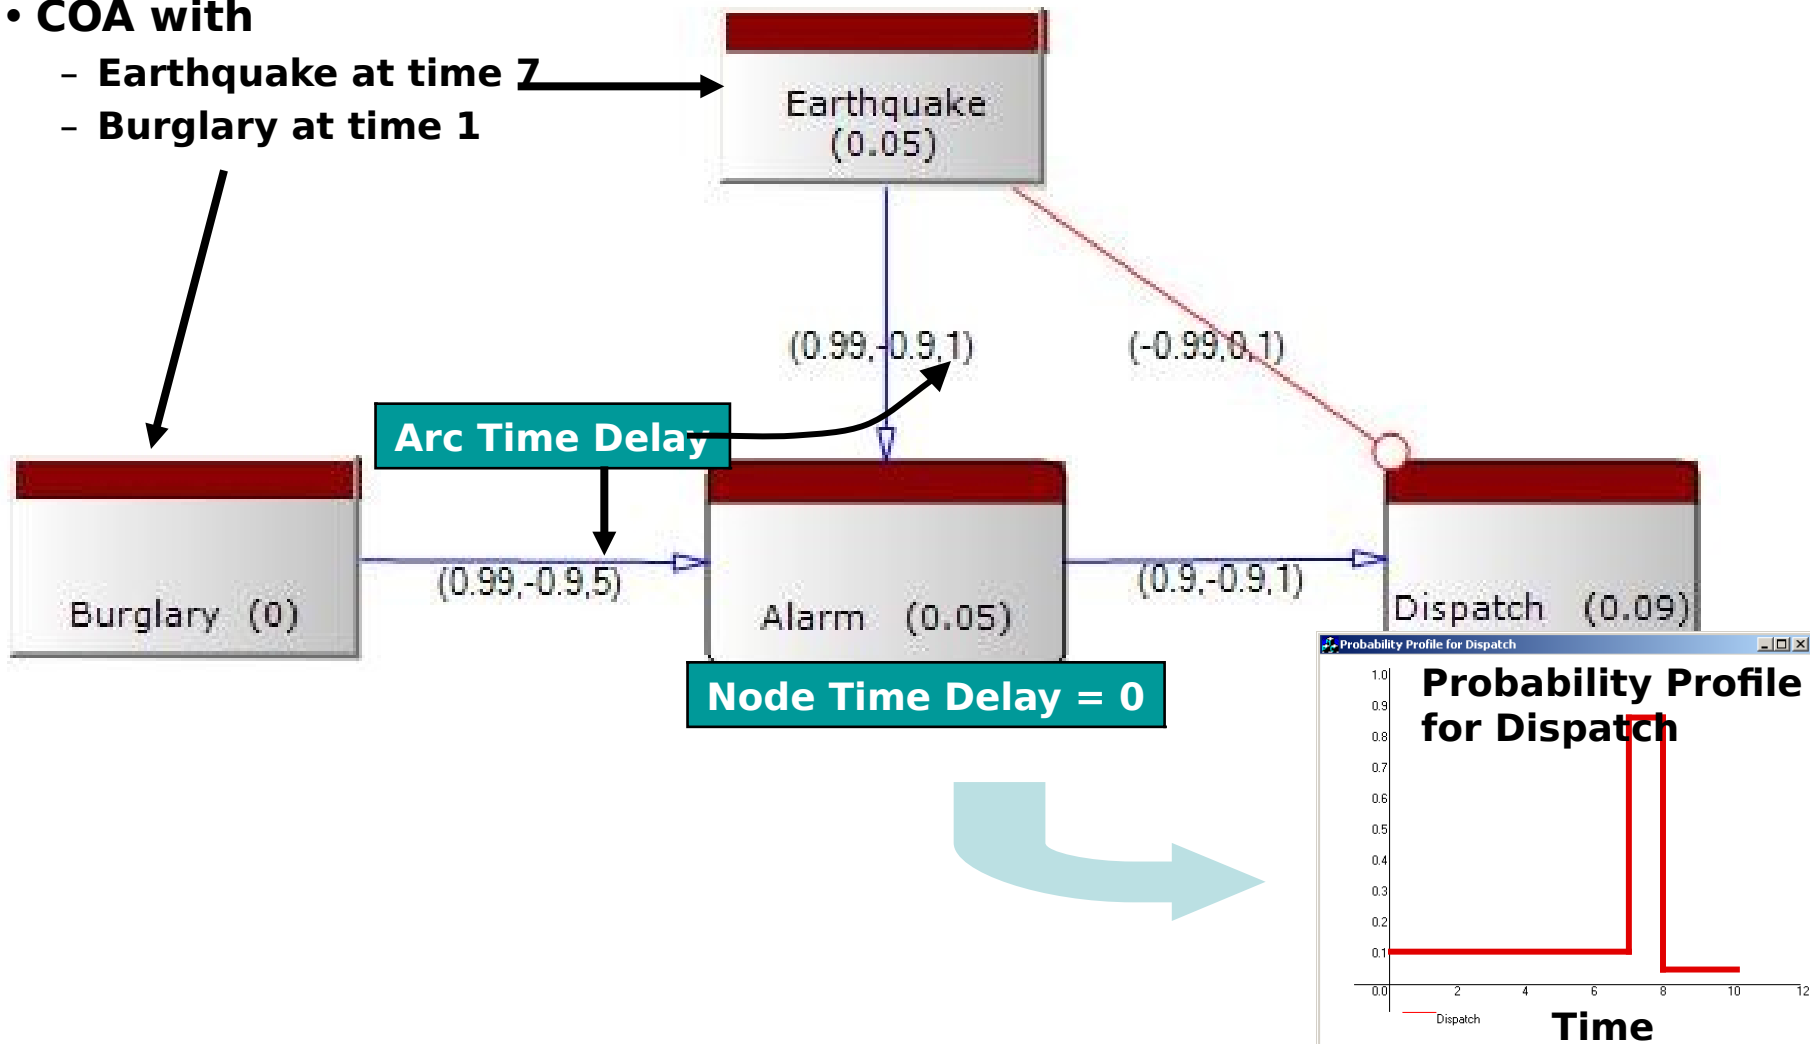 • COA with
– Earthquake at time 7
– Burglary at time 1
Earthquake
(0.05)
(0.99,-0.9,1)
(-0.99,0,1)
Arc Time Delay
(0.99,-0.9,5)
(0.9,-0.9,1)
Burglary (0)
Alarm (0.05)
Dispatch (0.09)
Node Time Delay = 0
Probability Profile for Dispatch
Probability Profile
for Dispatch
1.0
0.9
0.8
0.7
0.6
0.5
0.4
0.3
0.2
0.1
0.0 2 4 6 8 10 12
Dispatch
Time